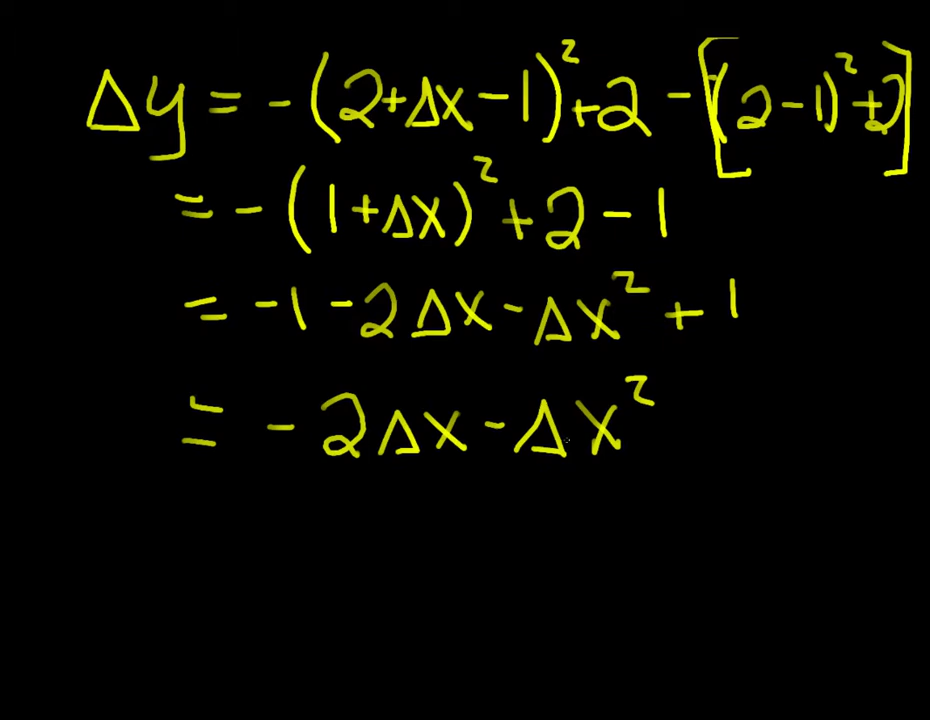 Δy = -(2+Δx-1)²+2 - [(2-1)²+2]
= -(1+Δx)²+2-1
= -1-2Δx-Δx²+1
= -2Δx-Δx²